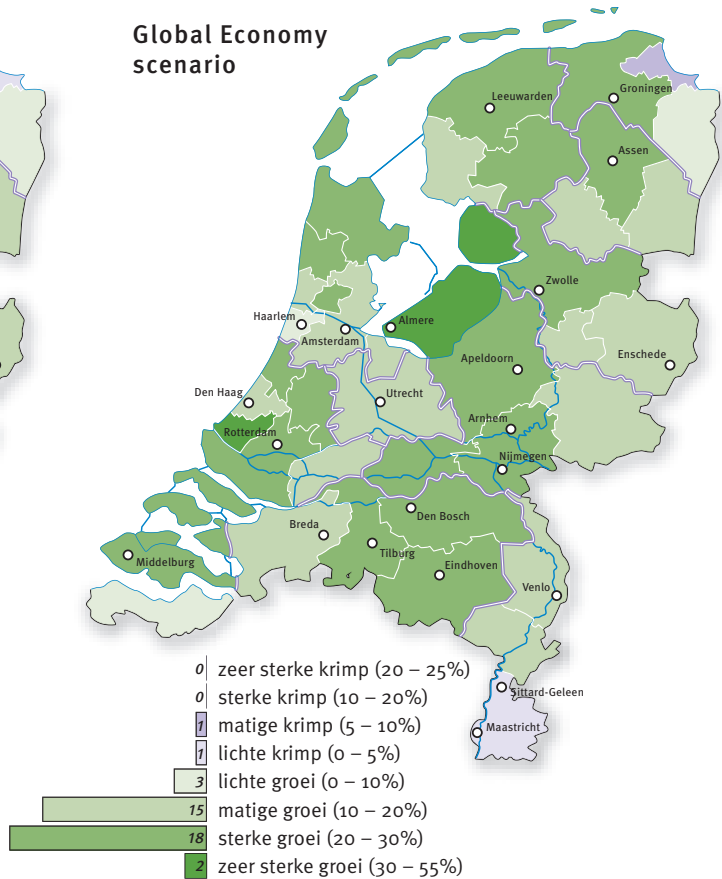 Global Economy
scenario
Leeuwarden
Groningen
Assen
Zwolle
Haarlem
Almere
Amsterdam
Enschede
Apeldoorn
Den Haag
Utrecht
Arnhem
Rotterdam
Nijmegen
Den Bosch
Breda
Tilburg
Middelburg
Eindhoven
Venlo
0 zeer sterke krimp (20 – 25%)
Sittard-Geleen
0 sterke krimp (10 – 20%)
1 matige krimp (5 – 10%)
Maastricht
1 lichte krimp (0 – 5%)
3 lichte groei (0 – 10%)
15 matige groei (10 – 20%)
18 sterke groei (20 – 30%)
2 zeer sterke groei (30 – 55%)